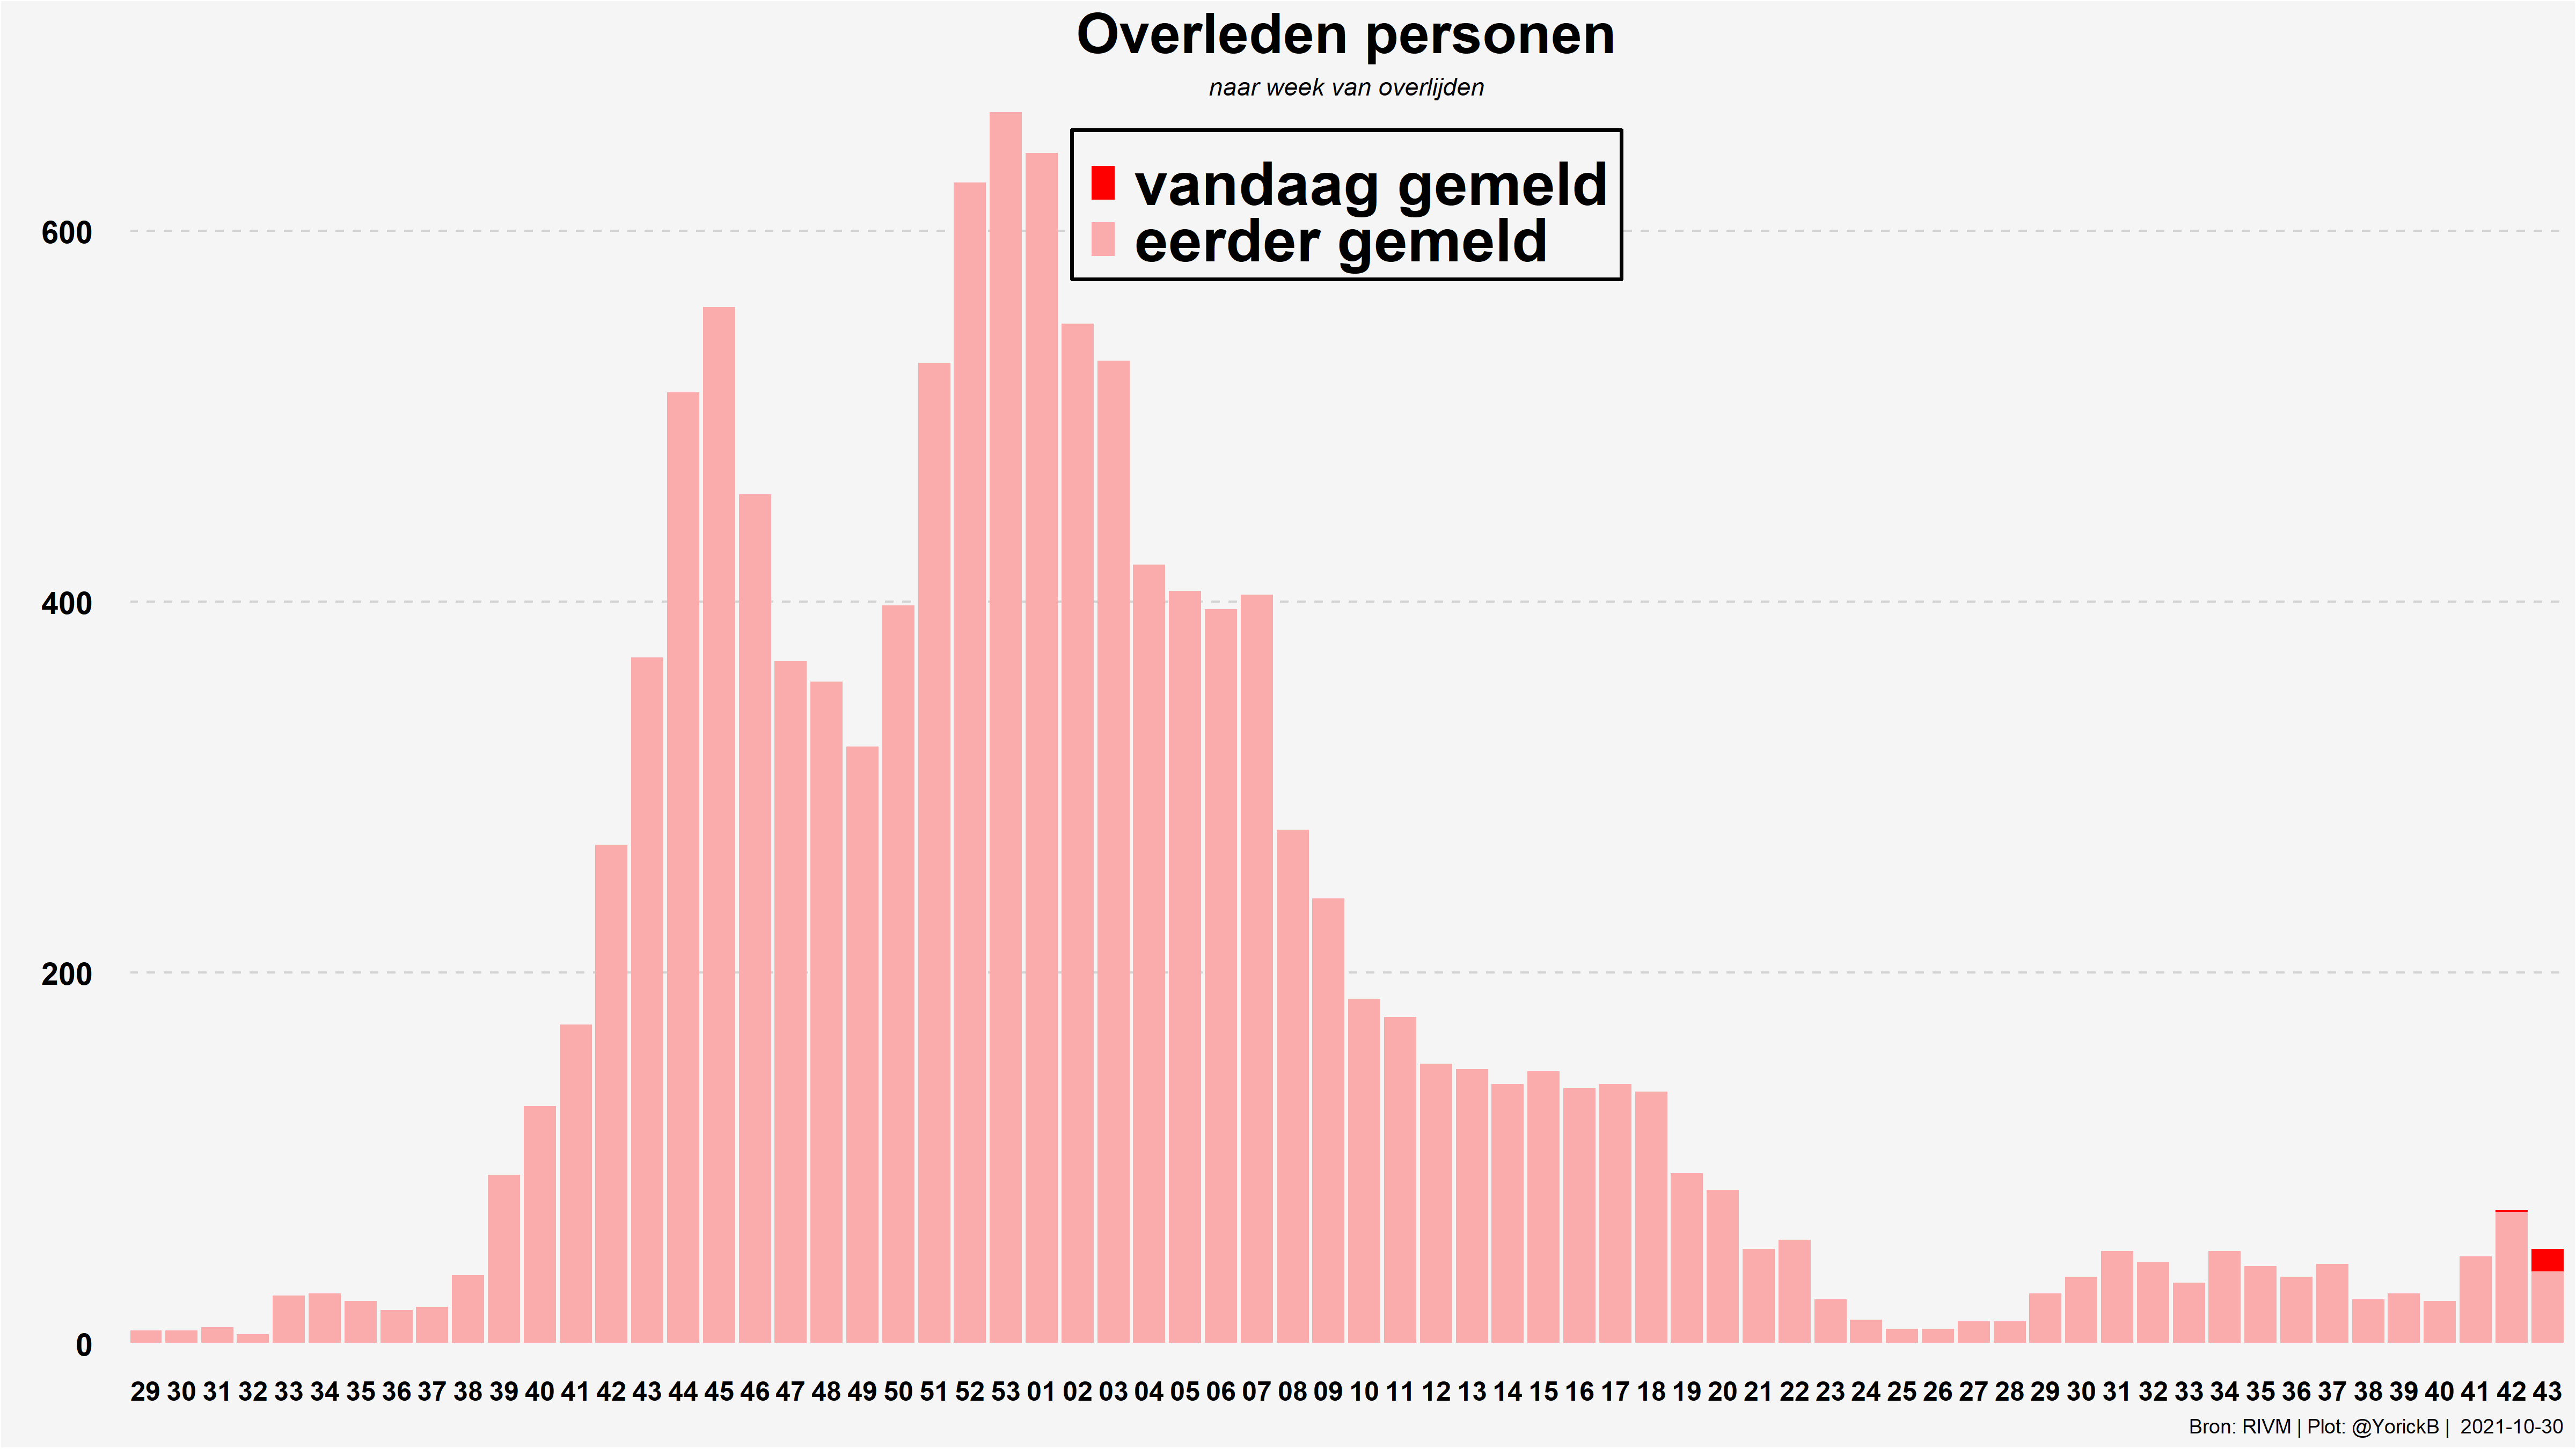 Overleden personen
naar week van overlijden
vandaag gemeld
eerder gemeld
600
400
200
0
29 30 31 32 33 34 35 36 37 38 39 40 41 42 43 44 45 46 47 48 49 50 51 52 53 01 02 03 04 05 06 07 08 09 10 11 12 13 14 15 16 17 18 19 20 21 22 23 24 25 26 27 28 29 30 31 32 33 34 35 36 37 38 39 40 41 42 43
Bron: RIVM | Plot: @YorickB | 2021-10-30